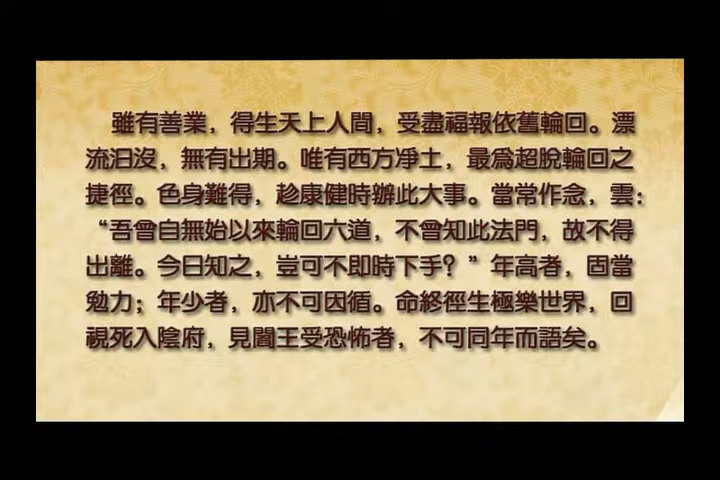 雖有善業，得生天上人間，受盡福報依舊輪回。漂
流汩没，無有出期。唯有西方凈土，最爲超脫輪回之
捷徑。色身難得，趁康健時辦此大事。當常作念，雲：
“吾曾自無始以來輪回六道，不曾知此法門，故不得
出離。今日知之，豈可不即時下手？”年高者，固當
勉力；年少者，亦不可因循。命終徑生極樂世界，回
視死入陰府，見閻王受恐怖者，不可同年而語矣。